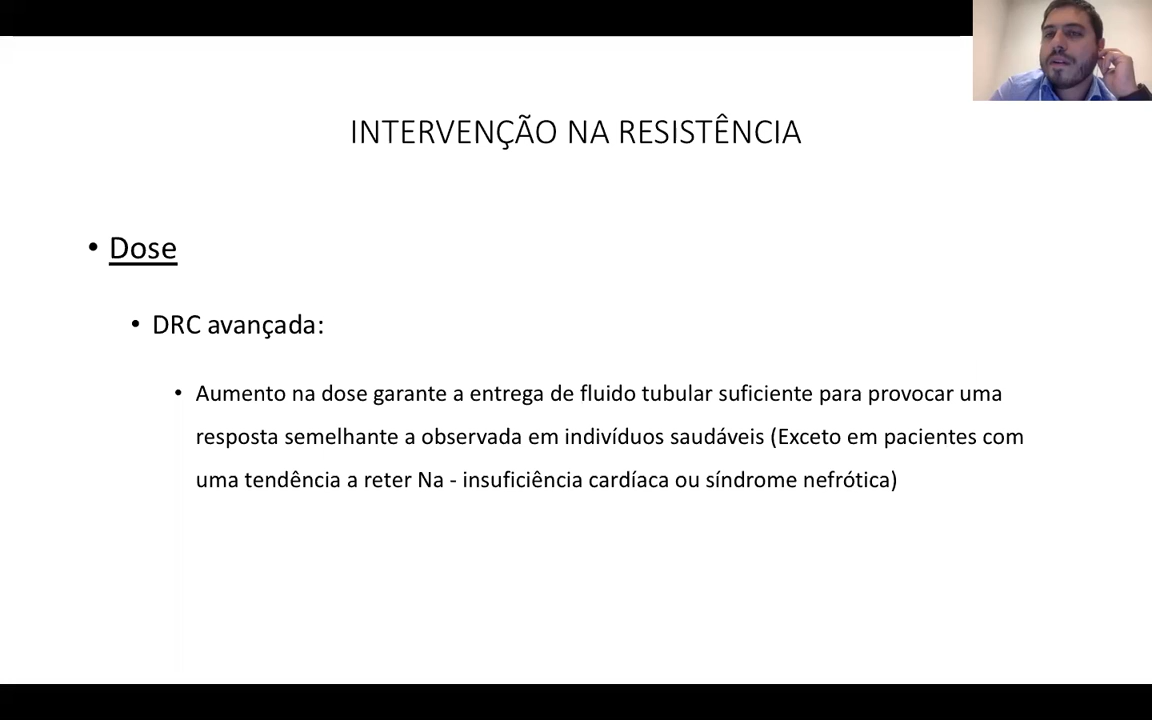 INTERVENÇÃO NA RESISTÊNCIA
• Dose
• DRC avançada:
• Aumento na dose garante a entrega de fluido tubular suficiente para provocar uma
resposta semelhante a observada em indivíduos saudáveis (Exceto em pacientes com
uma tendência a reter Na - insuficiência cardíaca ou síndrome nefrótica)